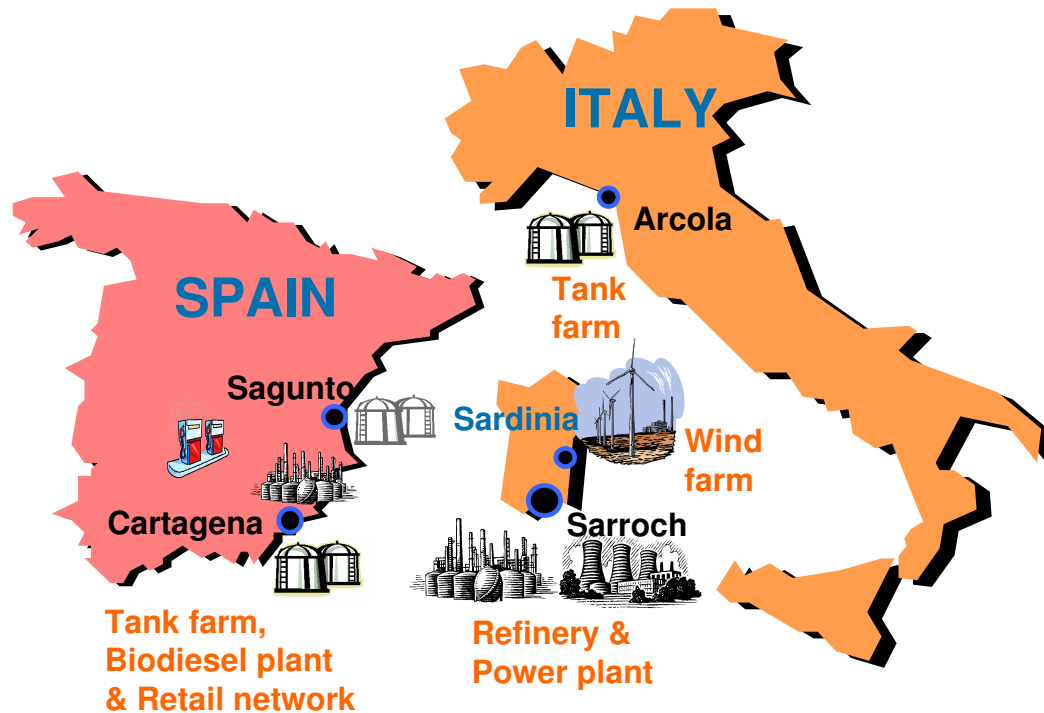 ITALY
Arcola
Tank
farm
SPAIN
Sagunto
Sardinia
Wind
farm
Cartagena
Sarroch
Tank farm,
Biodiesel plant
& Retail network
Refinery &
Power plant